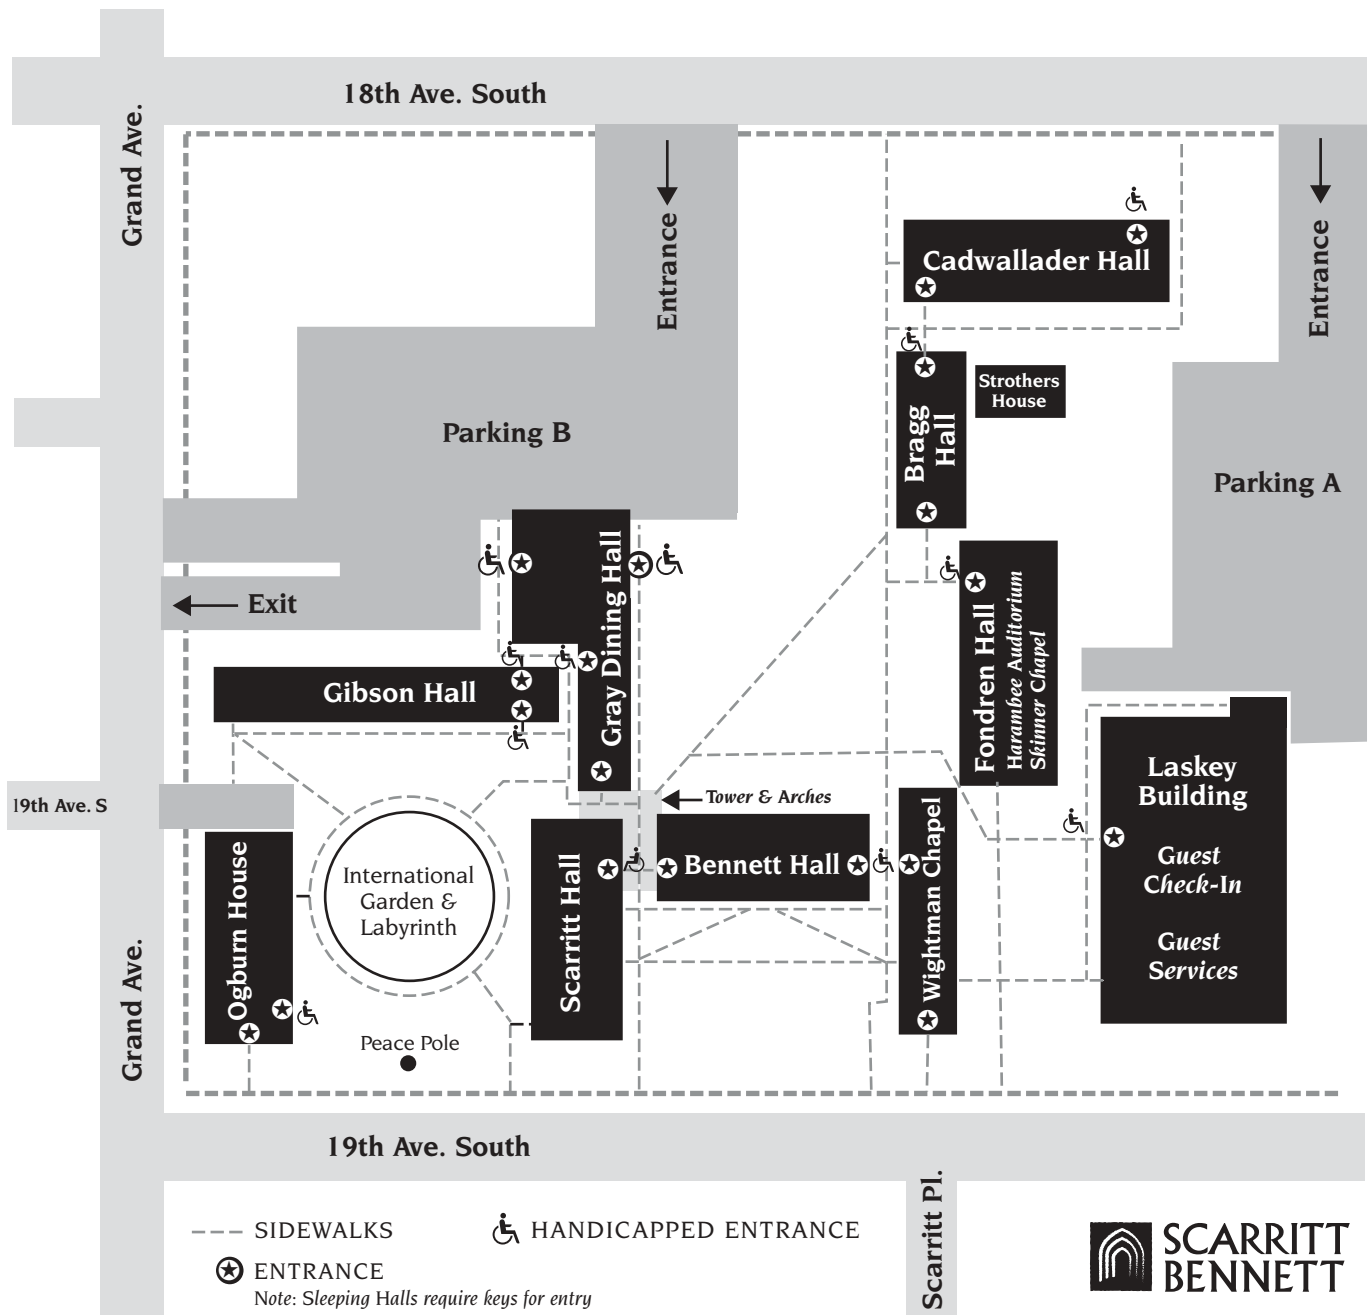 18th Ave. South
Grand Ave.
Entrance
Entrance
Cadwallader Hall
Strothers
House
Bragg
Hall
Parking B
Parking A
Exit
Gray Dining Hall
Gibson Hall
Fondren Hall
Harambee Auditorium
Skinner Chapel
19th Ave. S
Tower & Arches
Laskey
Building
Guest
Check-In
Guest
Services
Ogburn House
International
Garden &
Labyrinth
Scarritt Hall
Bennett Hall
Wightman Chapel
Peace Pole
Grand Ave.
19th Ave. South
Scarritt Pl.
SIDEWALKS
HANDICAPPED ENTRANCE
ENTRANCE
Note: Sleeping Halls require keys for entry
SCARRITT
BENNETT